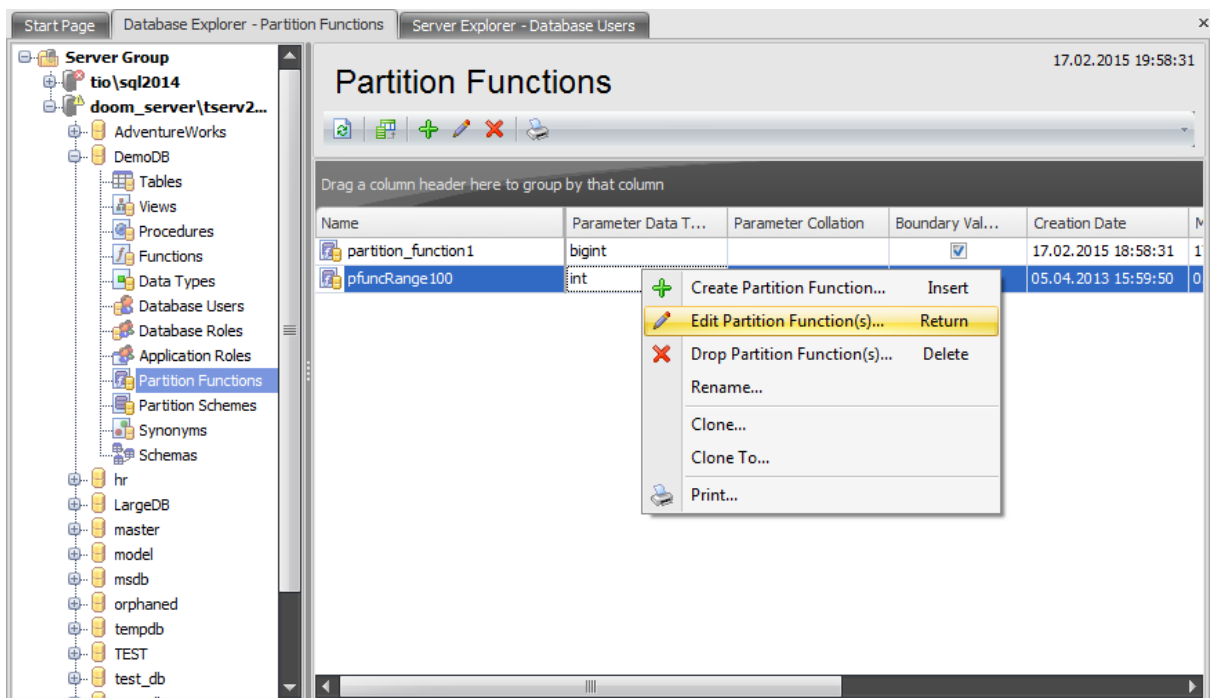 Start Page
Database Explorer - Partition Functions
Server Explorer - Database Users
Server Group
tio\sql2014
doom_server\tserv2...
AdventureWorks
DemoDB
Tables
Views
Procedures
Functions
Data Types
Database Users
Database Roles
Application Roles
Partition Functions
Partition Schemes
Synonyms
Schemas
hr
LargeDB
master
model
msdb
orphaned
tempdb
TEST
test_db
17.02.2015 19:58:31
Partition Functions
Drag a column header here to group by that column
Name Parameter Data T... Parameter Collation Boundary Val... Creation Date
partition_function1 bigint 17.02.2015 18:58:31
pfuncRange100 int 05.04.2013 15:59:50
Create Partition Function... Insert
Edit Partition Function(s)... Return
Drop Partition Function(s)... Delete
Rename...
Clone...
Clone To...
Print...